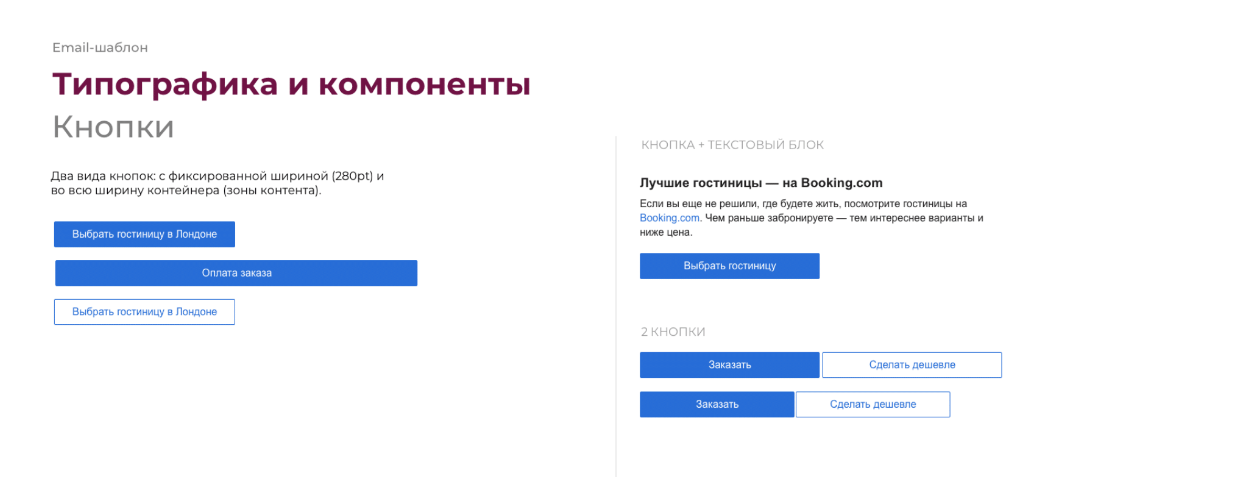 Email-шаблон
Типографика и компоненты
Кнопки
Два вида кнопок: с фиксированной шириной (280pt) и
во всю ширину контейнера (зоны контента).
Выбрать гостиницу в Лондоне
Оплата заказа
Выбрать гостиницу в Лондоне
КНОПКА + ТЕКСТОВЫЙ БЛОК
Лучшие гостиницы — на Booking.com
Если вы еще не решили, где будете жить, посмотрите гостиницы на
Booking.com. Чем раньше забронируете — тем интереснее варианты и
ниже цена.
Выбрать гостиницу
2 КНОПКИ
Заказать Сделать дешевле
Заказать Сделать дешевле